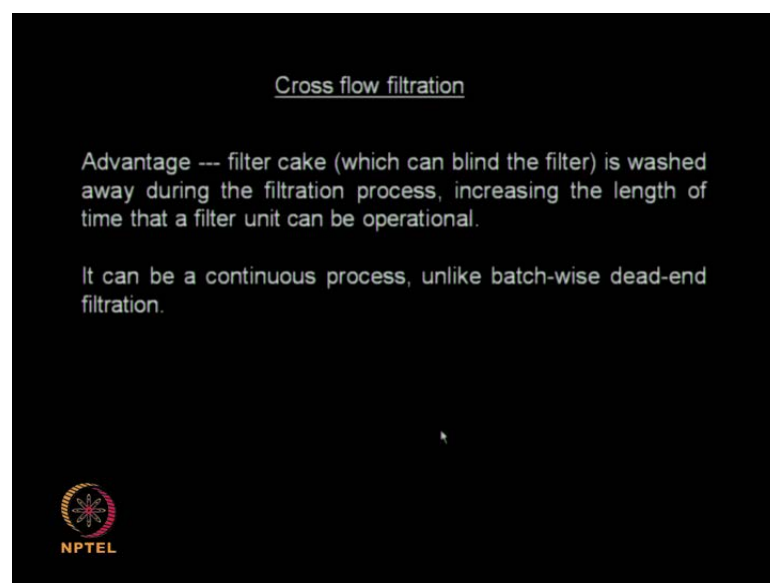 Cross flow filtration
Advantage --- filter cake (which can blind the filter) is washed
away during the filtration process, increasing the length of
time that a filter unit can be operational.
It can be a continuous process, unlike batch-wise dead-end
filtration.
NPTEL